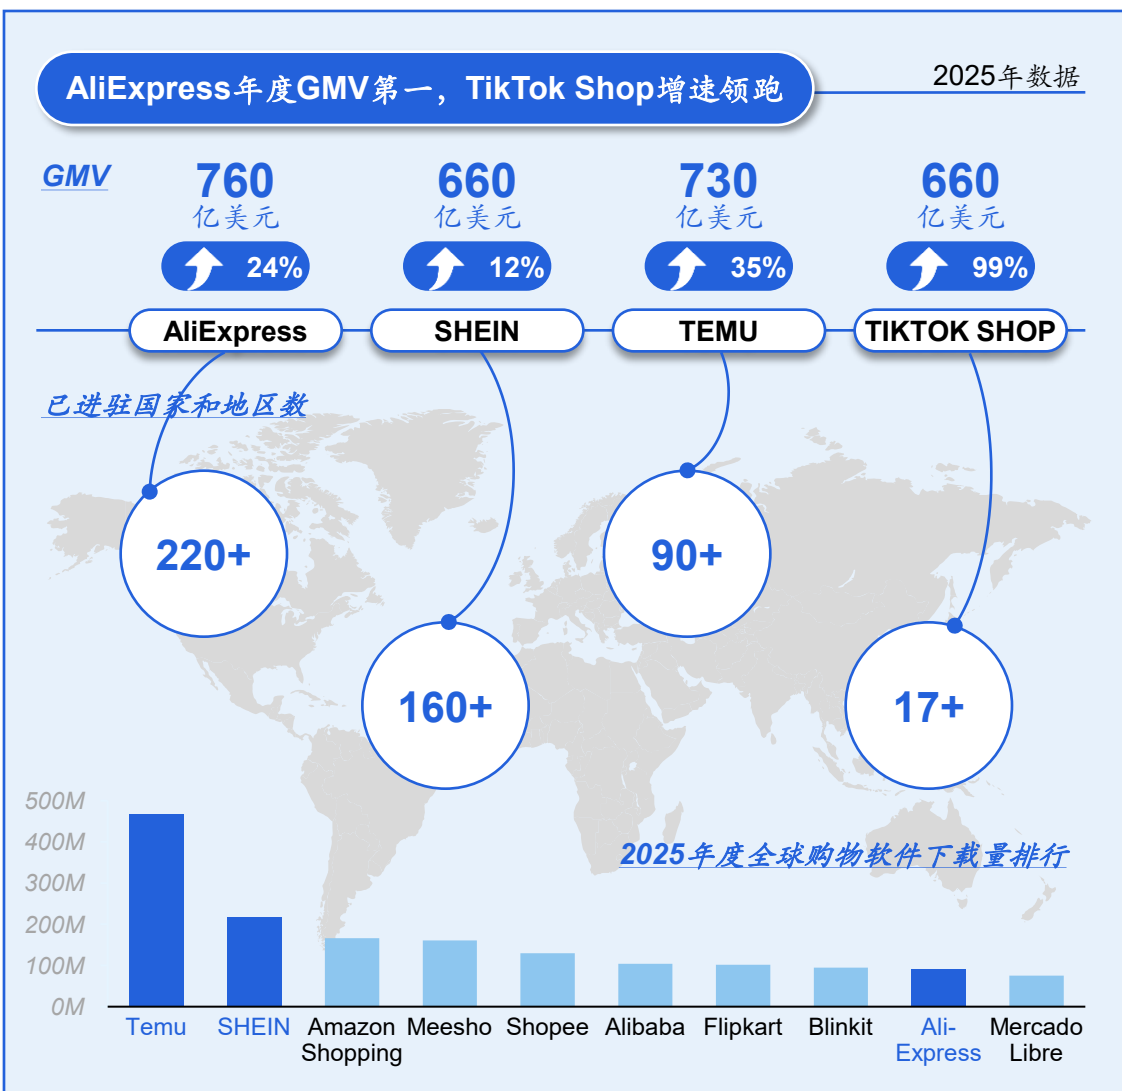 AliExpress年度GMV第一，TikTok Shop增速领跑
2025年数据
GMV
760 660 730 660
亿美元 亿美元 亿美元 亿美元
24% 12% 35% 99%
AliExpress SHEIN TEMU TIKTOK SHOP
已进驻国家和地区数
220+ 90+
160+ 17+
500M
2025年度全球购物软件下载量排行
400M
300M
200M
100M
0M
Temu SHEIN Amazon Meesho Shopee Alibaba Flipkart Blinkit Ali- Mercado
Shopping Express Libre